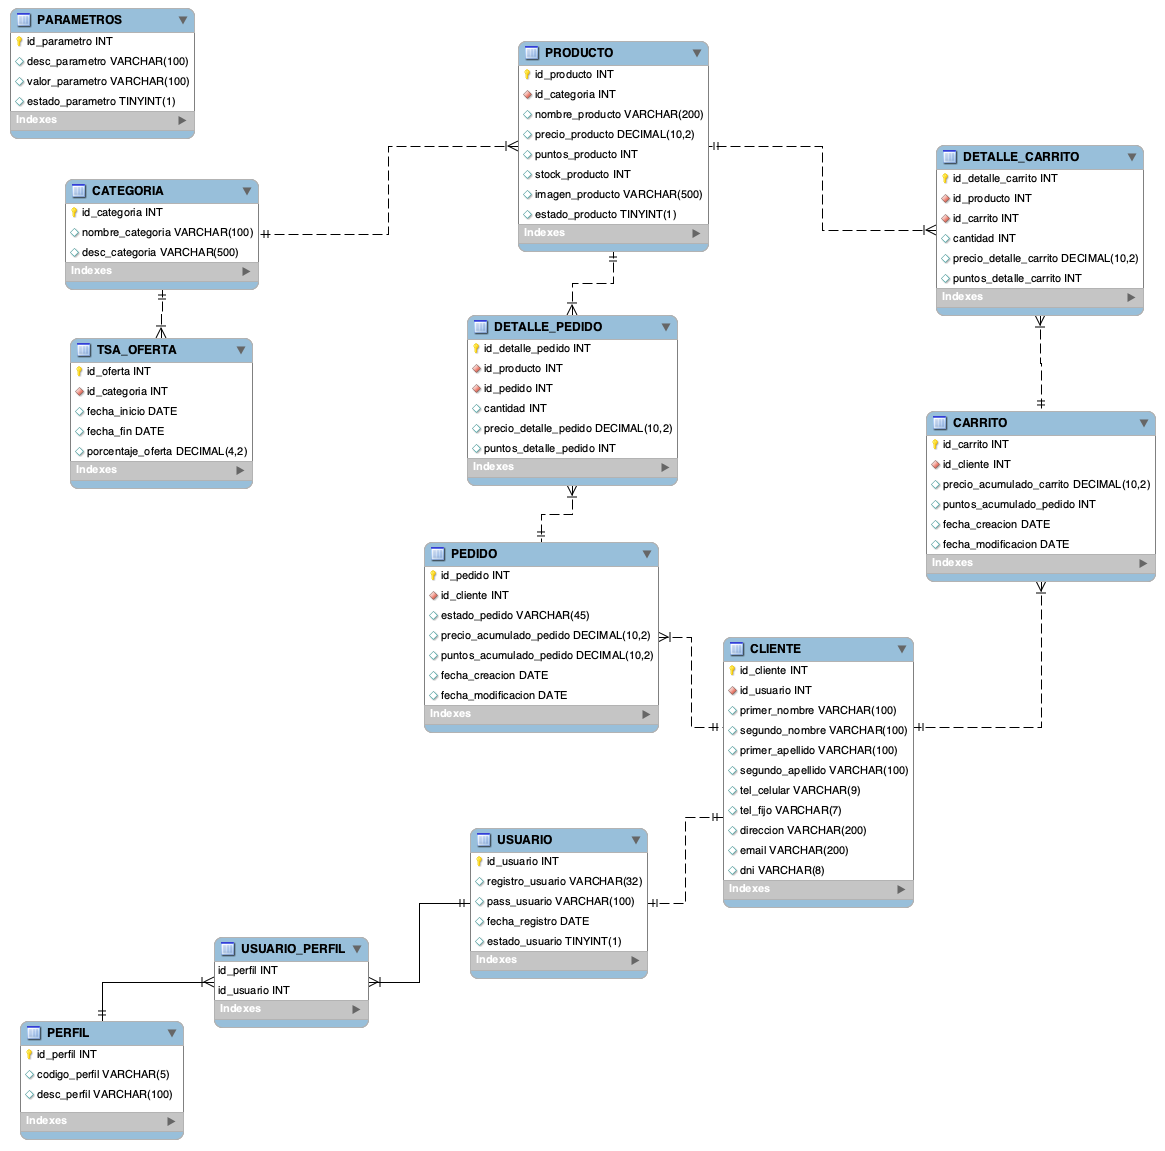 PARAMETROS
id_parametro INT
desc_parametro VARCHAR(100)
valor_parametro VARCHAR(100)
estado_parametro TINYINT(1)
Indexes
PRODUCTO
id_producto INT
id_categoria INT
nombre_producto VARCHAR(200)
precio_producto DECIMAL(10,2)
puntos_producto INT
stock_producto INT
imagen_producto VARCHAR(500)
estado_producto TINYINT(1)
Indexes
DETALLE_CARRITO
id_detalle_carrito INT
id_producto INT
id_carrito INT
cantidad INT
precio_detalle_carrito DECIMAL(10,2)
puntos_detalle_carrito INT
Indexes
CATEGORIA
id_categoria INT
nombre_categoria VARCHAR(100)
desc_categoria VARCHAR(500)
Indexes
TSA_OFERTA
id_oferta INT
id_categoria INT
fecha_inicio DATE
fecha_fin DATE
porcentaje_oferta DECIMAL(4,2)
Indexes
DETALLE_PEDIDO
id_detalle_pedido INT
id_producto INT
id_pedido INT
cantidad INT
precio_detalle_pedido DECIMAL(10,2)
puntos_detalle_pedido INT
Indexes
CARRITO
id_carrito INT
id_cliente INT
precio_acumulado_carrito DECIMAL(10,2)
puntos_acumulado_pedido INT
fecha_creacion DATE
fecha_modificacion DATE
Indexes
PEDIDO
id_pedido INT
id_cliente INT
estado_pedido VARCHAR(45)
precio_acumulado_pedido DECIMAL(10,2)
puntos_acumulado_pedido DECIMAL(10,2)
fecha_creacion DATE
fecha_modificacion DATE
Indexes
CLIENTE
id_cliente INT
id_usuario INT
primer_nombre VARCHAR(100)
segundo_nombre VARCHAR(100)
primer_apellido VARCHAR(100)
segundo_apellido VARCHAR(100)
tel_celular VARCHAR(9)
tel_fijo VARCHAR(7)
direccion VARCHAR(200)
email VARCHAR(200)
dni VARCHAR(8)
Indexes
USUARIO
id_usuario INT
registro_usuario VARCHAR(32)
pass_usuario VARCHAR(100)
fecha_registro DATE
estado_usuario TINYINT(1)
Indexes
USUARIO_PERFIL
id_perfil INT
id_usuario INT
Indexes
PERFIL
id_perfil INT
codigo_perfil VARCHAR(5)
desc_perfil VARCHAR(100)
Indexes